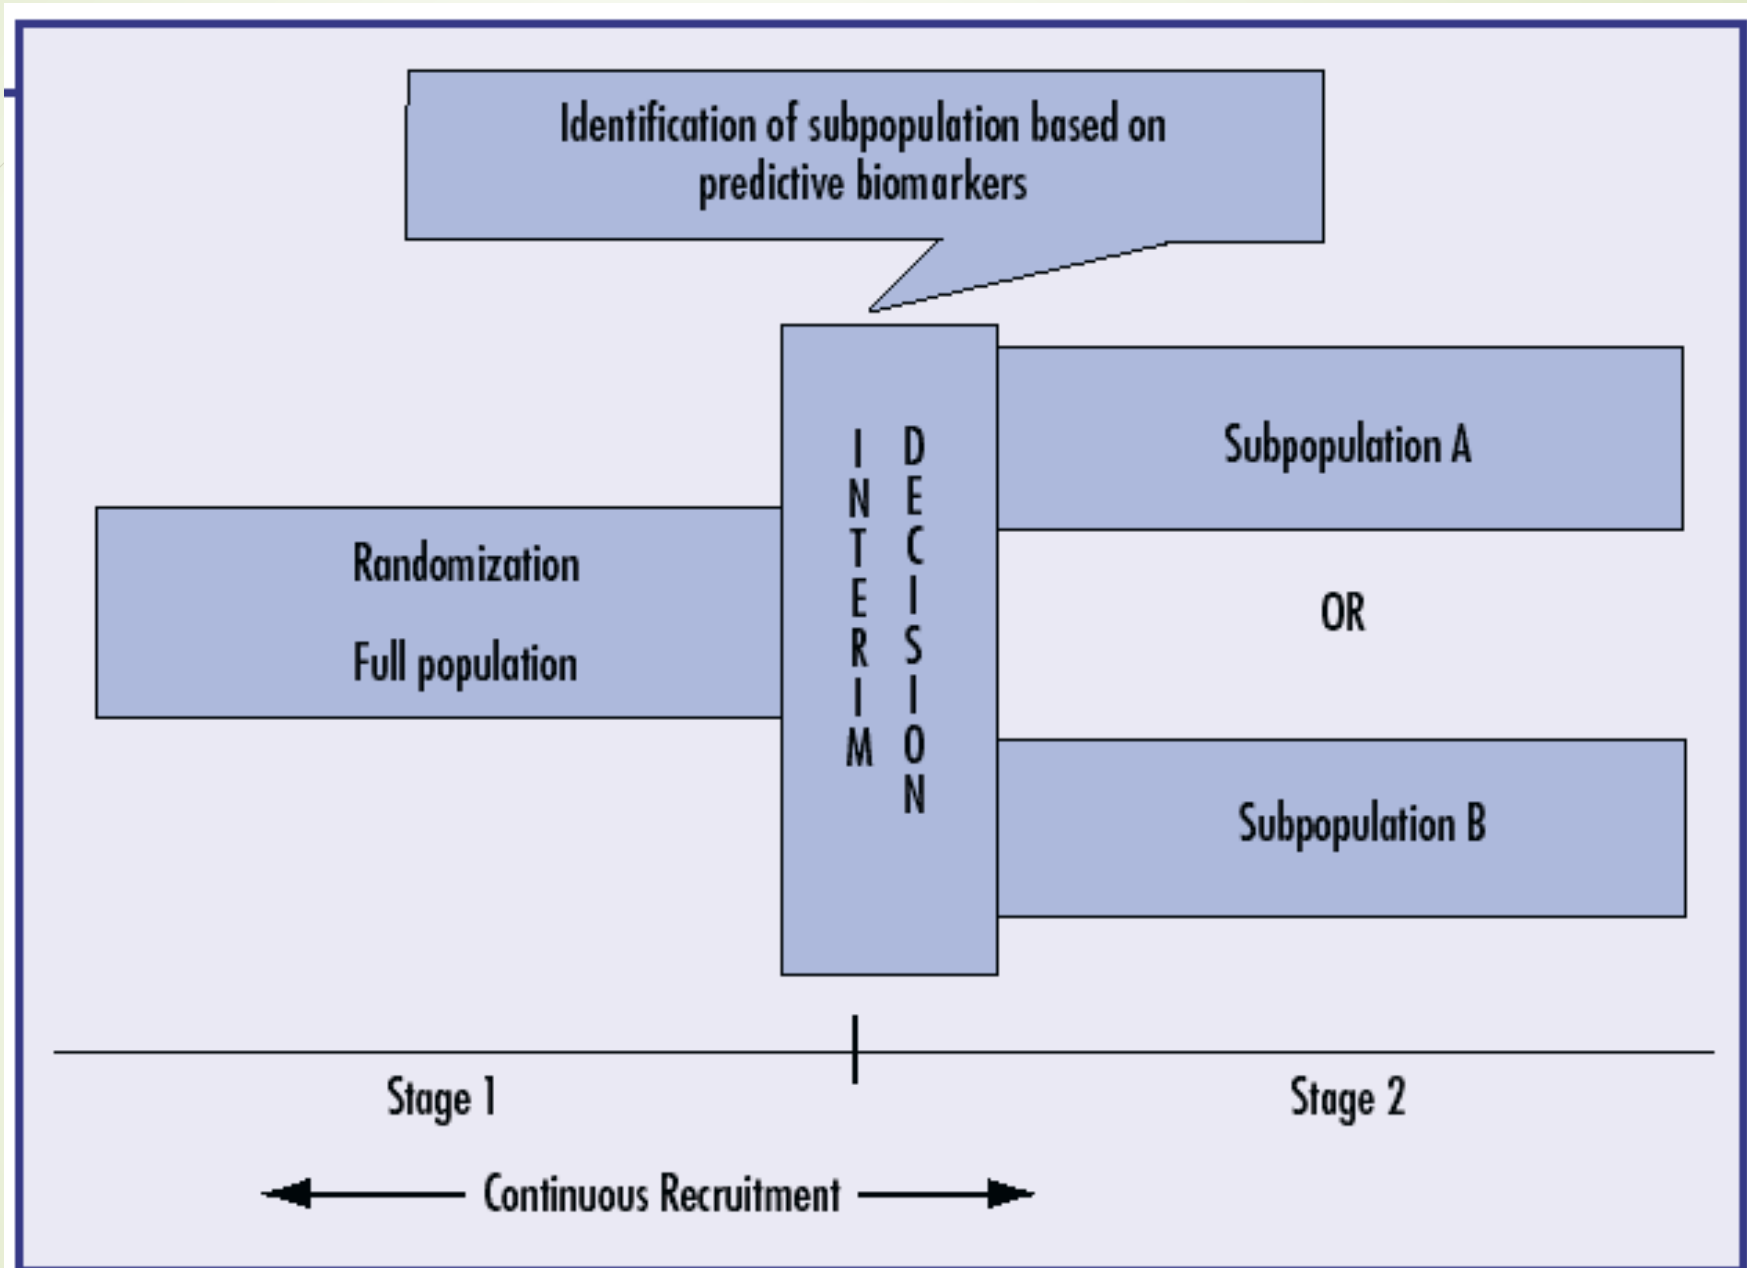 Identification of subpopulation based on
predictive biomarkers
INTERIM
DECISION
Subpopulation A
Randomization
Full population
OR
Subpopulation B
Stage 1
Stage 2
Continuous Recruitment